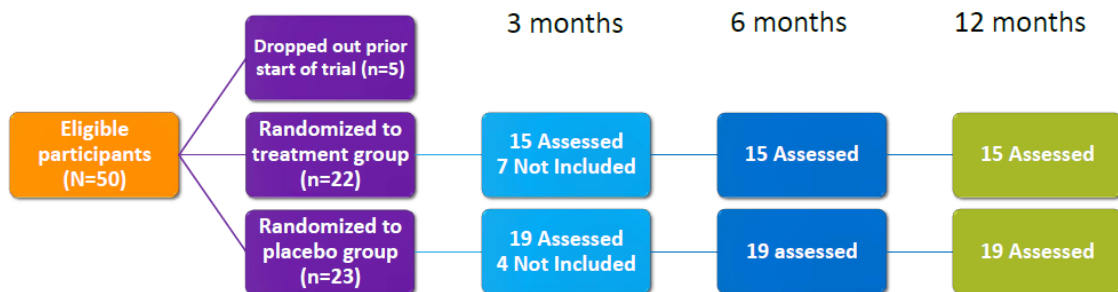 3 months
6 months
12 months
Dropped out prior
start of trial (n=5)
Eligible
participants
(N=50)
Randomized to
treatment group
(n=22)
15 Assessed
7 Not Included
15 Assessed
15 Assessed
Randomized to
placebo group
(n=23)
19 Assessed
4 Not Included
19 assessed
19 Assessed